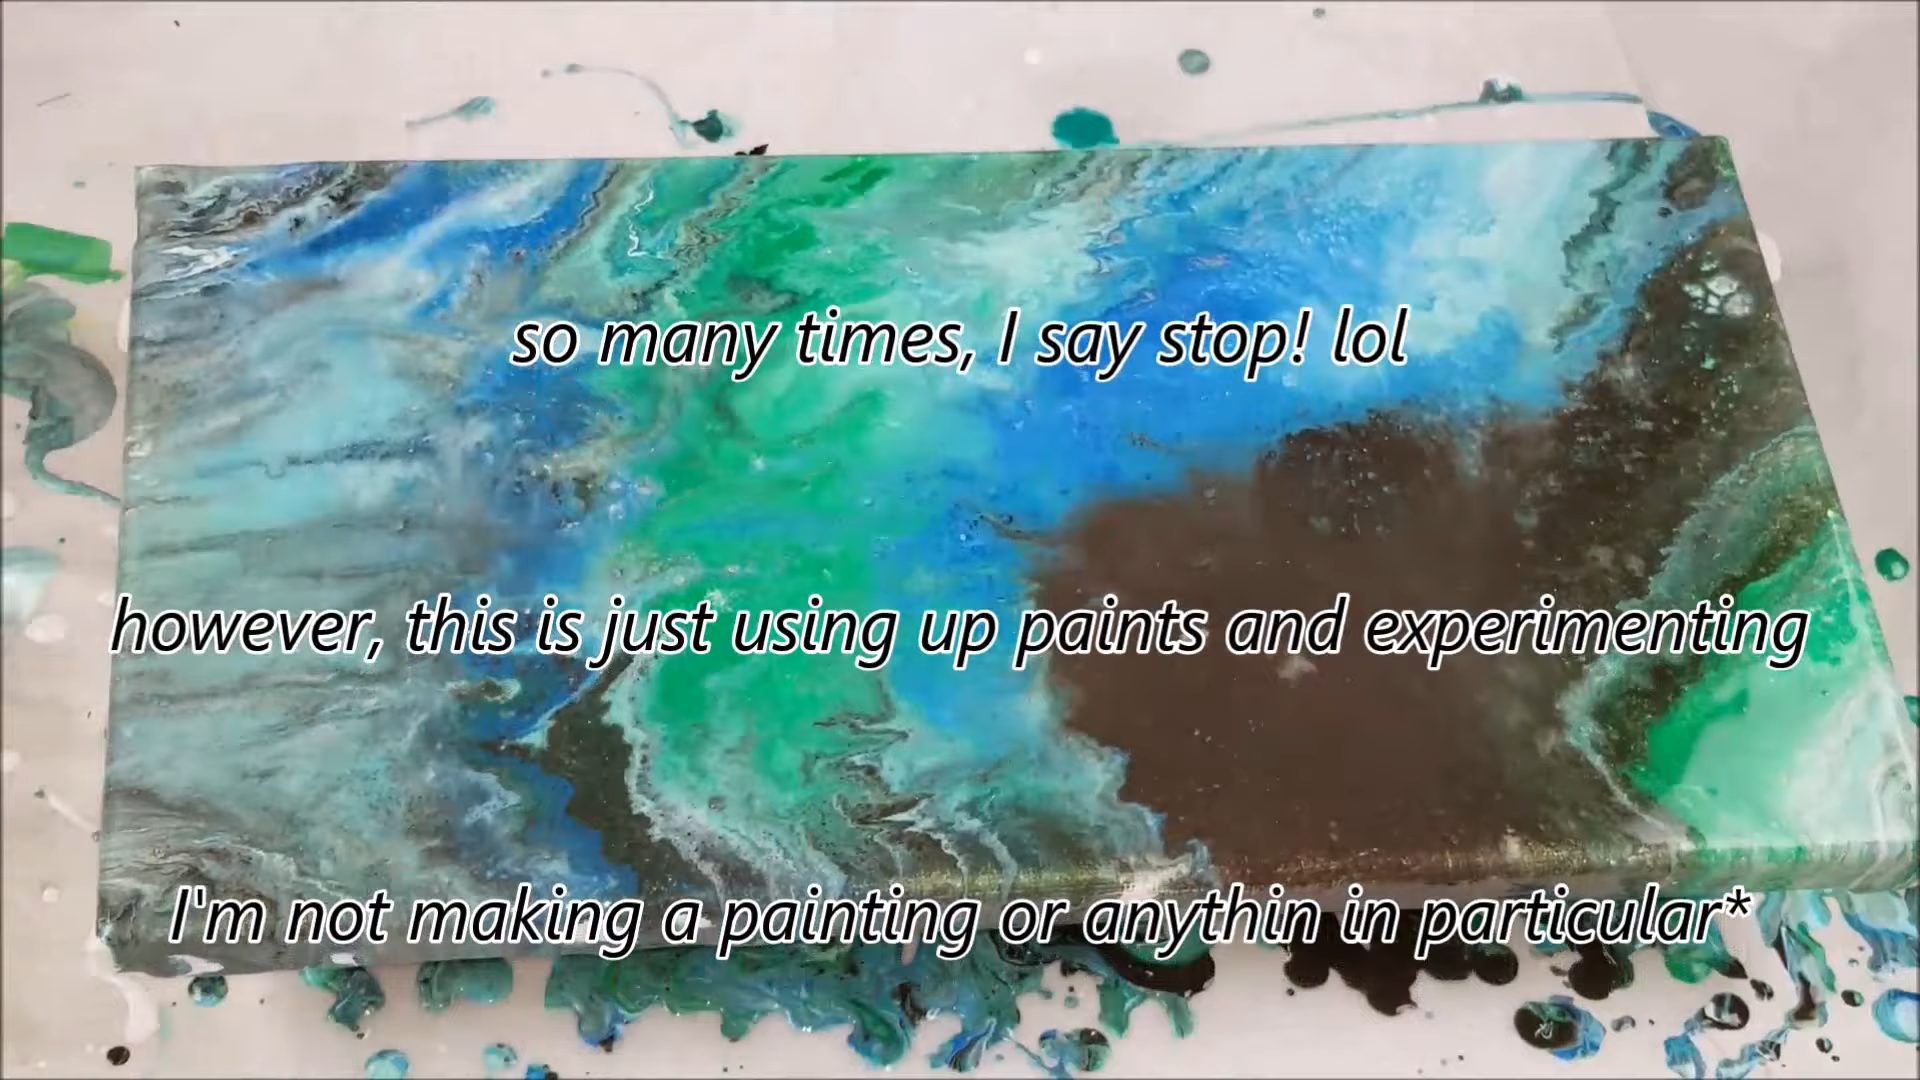 so many times, I say stop! lol
however, this is just using up paints and experimenting
I'm not making a painting or anythin in particular*